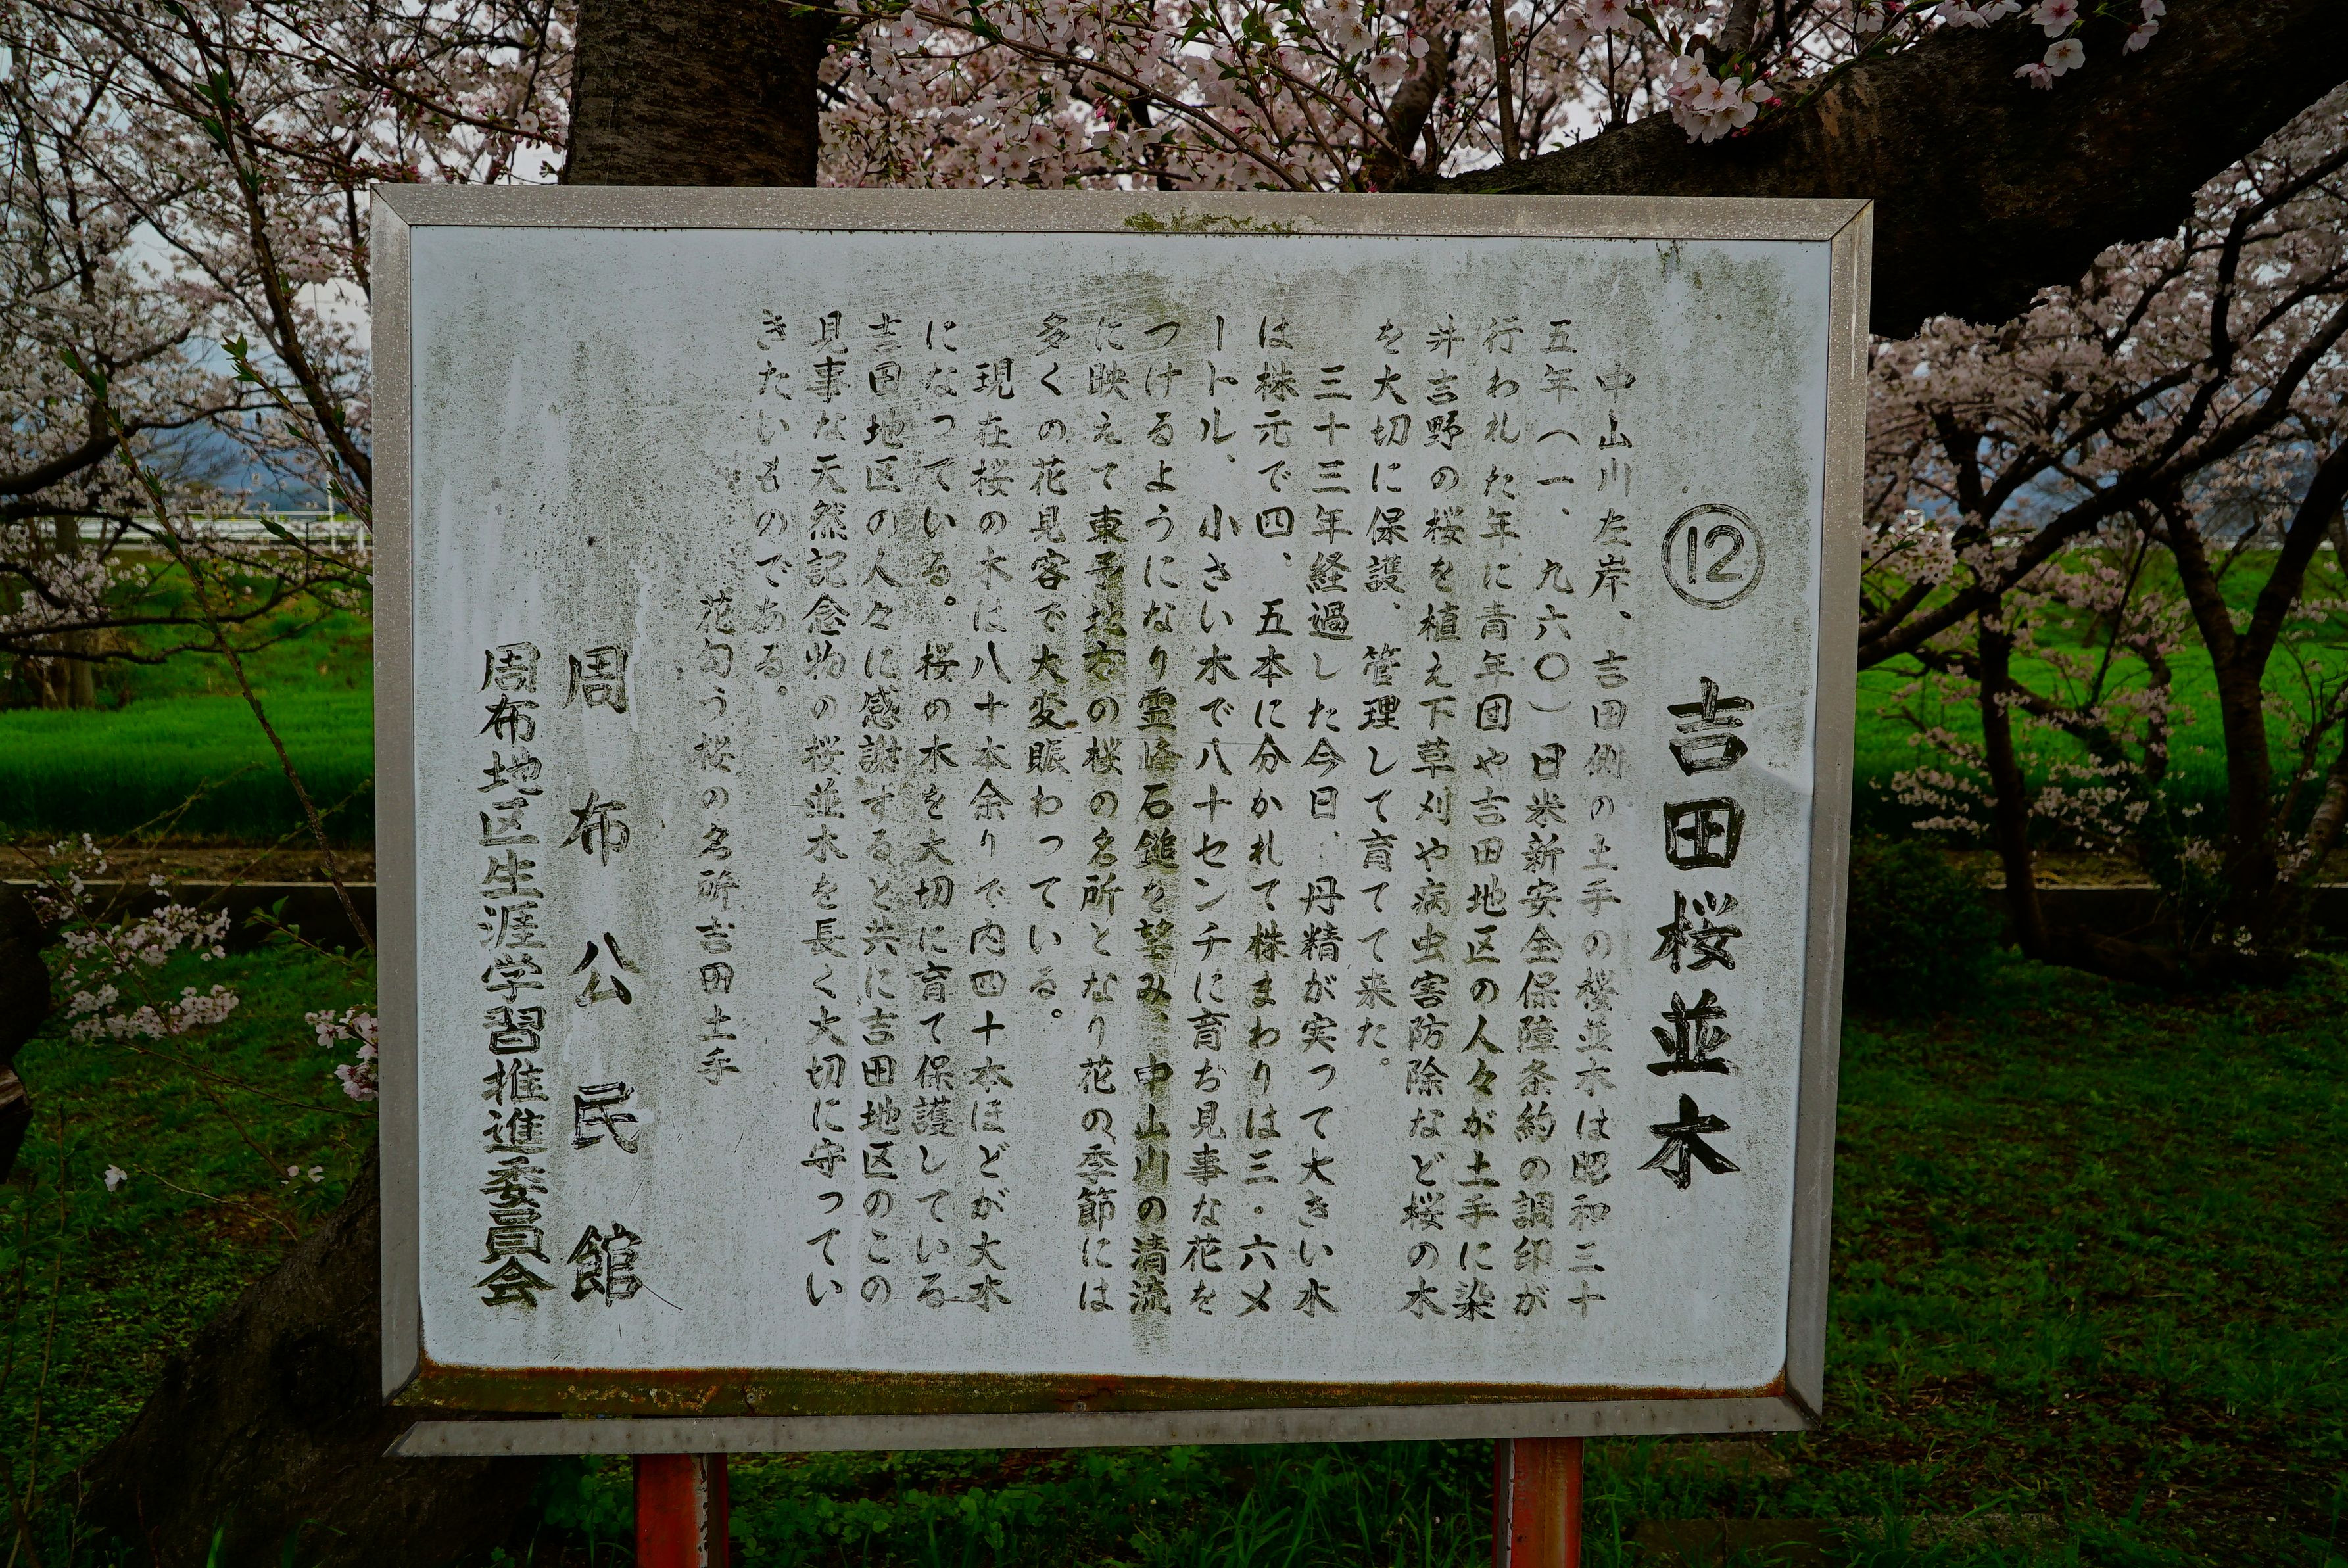 ⑫ 吉田桜並木
中山川左岸、吉田側の土手の桜並木は昭和三十
五年(一、九六〇)日米新安全保障条約の調印が
行われた年に青年団や吉田地区の人々が土手に染
井吉野の桜を植え下草刈や病虫害防除など桜の木
を大切に保護、管理して育てて来た。
三十三年経過した今日、丹精が実って大きい木
は株元で四、五本に分かれて株まわりは三・六メ
ートル、小さい木で八十センチに育ち見事な花を
つけるようになり霊峰石鎚を望み、中山川の清流
に映えて東予地方の桜の名所となり花の季節には
多くの花見客で大変賑わっている。
現在桜の木は八十本余りで内四十本ほどが大木
になっている。桜の木を大切に育て保護している
吉田地区の人々に感謝すると共に吉田地区のこの
見事な天然記念物の桜並木を長く大切に守ってい
きたいものである。
花匂う桜の名所吉田土手
周布公民館
周布地区生涯学習推進委員会